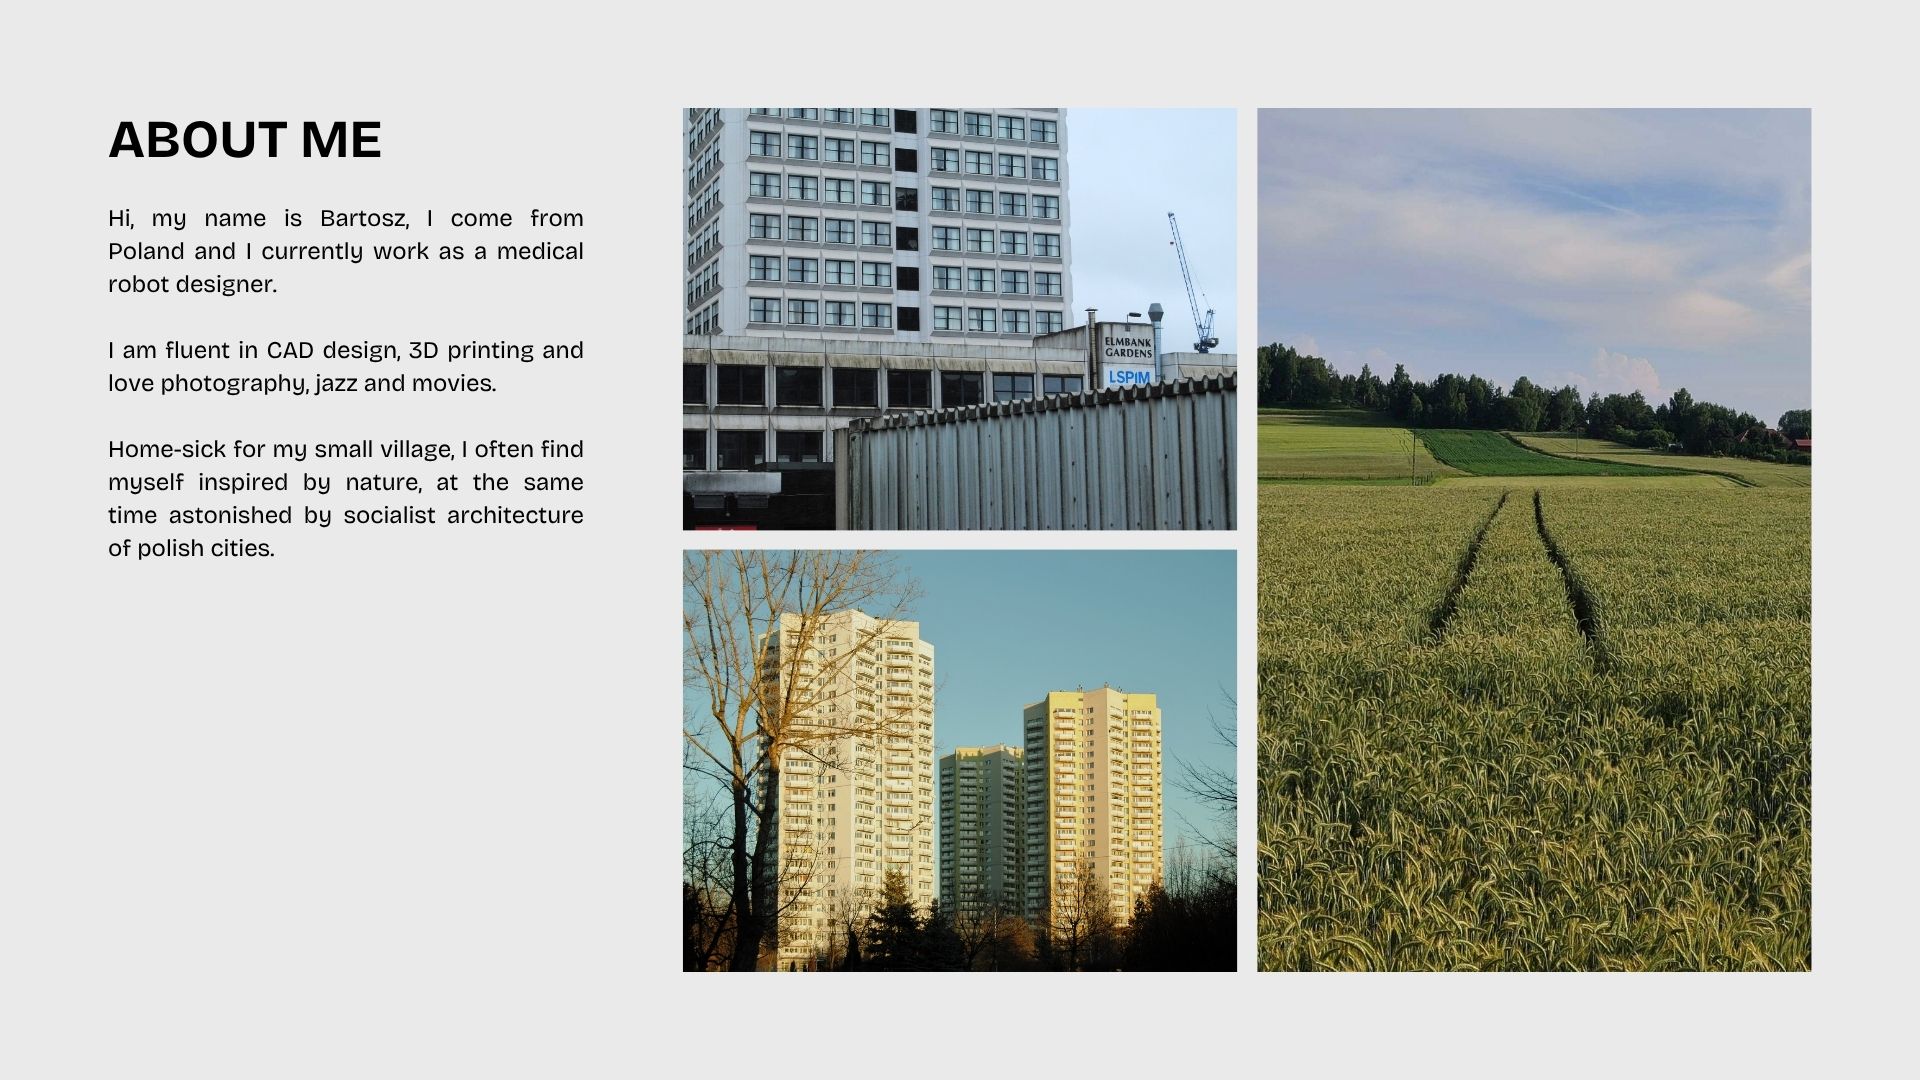 ABOUT ME
Hi, my name is Bartosz, I come from
Poland and I currently work as a medical
robot designer.
I am fluent in CAD design, 3D printing and
love photography, jazz and movies.
Home-sick for my small village, I often find
myself inspired by nature, at the same
time astonished by socialist architecture
of polish cities.
ELMBANK
GARDENS
LSPIM